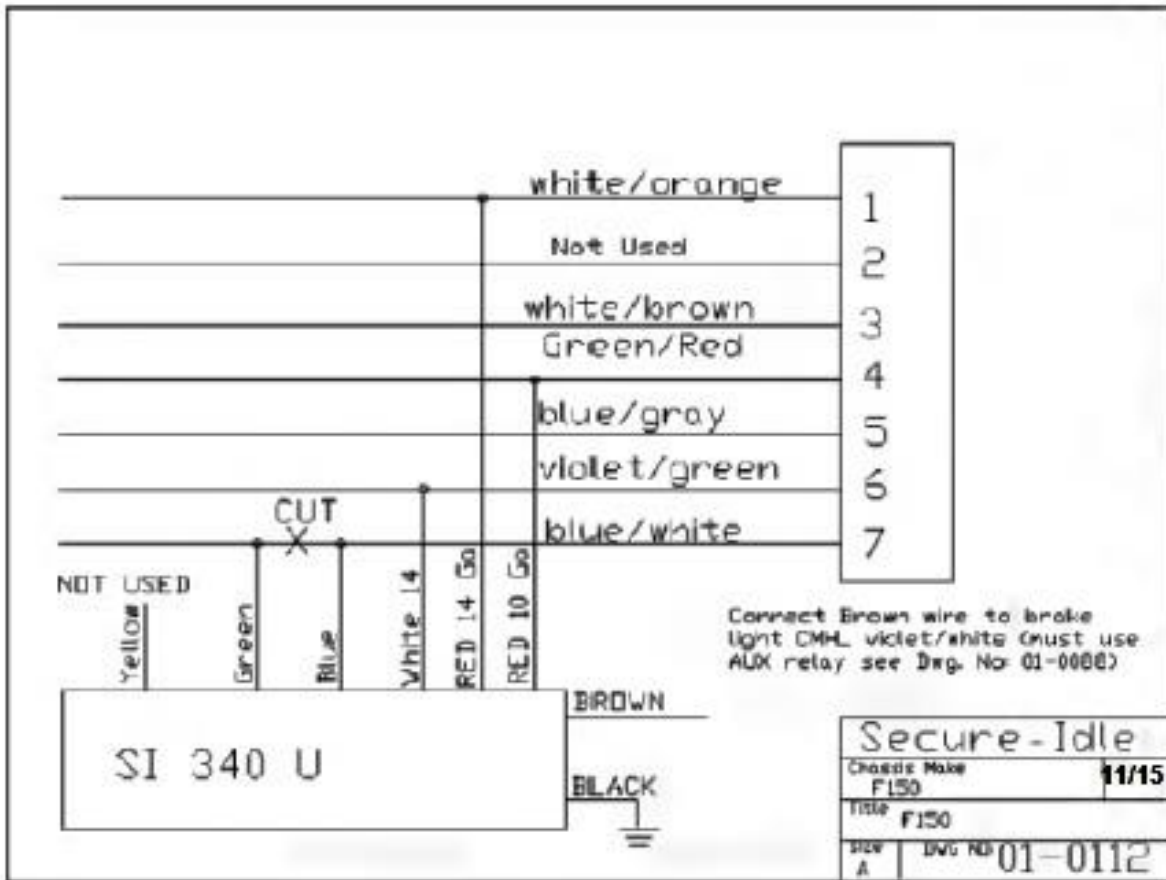 white/orange
1
Not Used
2
white/brown
3
Green/Red
4
blue/gray
5
violet/green
6
CUT
X
blue/white
7
NOT USED
Yellow
Green
Blue
White 14
RED 14 Ga
RED 10 Ga
Connect Brown wire to brake
light CMHL violet/white (must use
AUX relay see Dwg. No: 01-0088)
BROWN
SI 340 U
BLACK
Secure-Idle
Chassis Make
F150
11/15
Title
F150
Size
A
DWG NO
01-0112